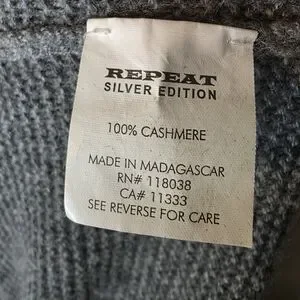 REPEAT
SILVER EDITION
100% CASHMERE
MADE IN MADAGASCAR
RN# 118038
CA# 11333
SEE REVERSE FOR CARE